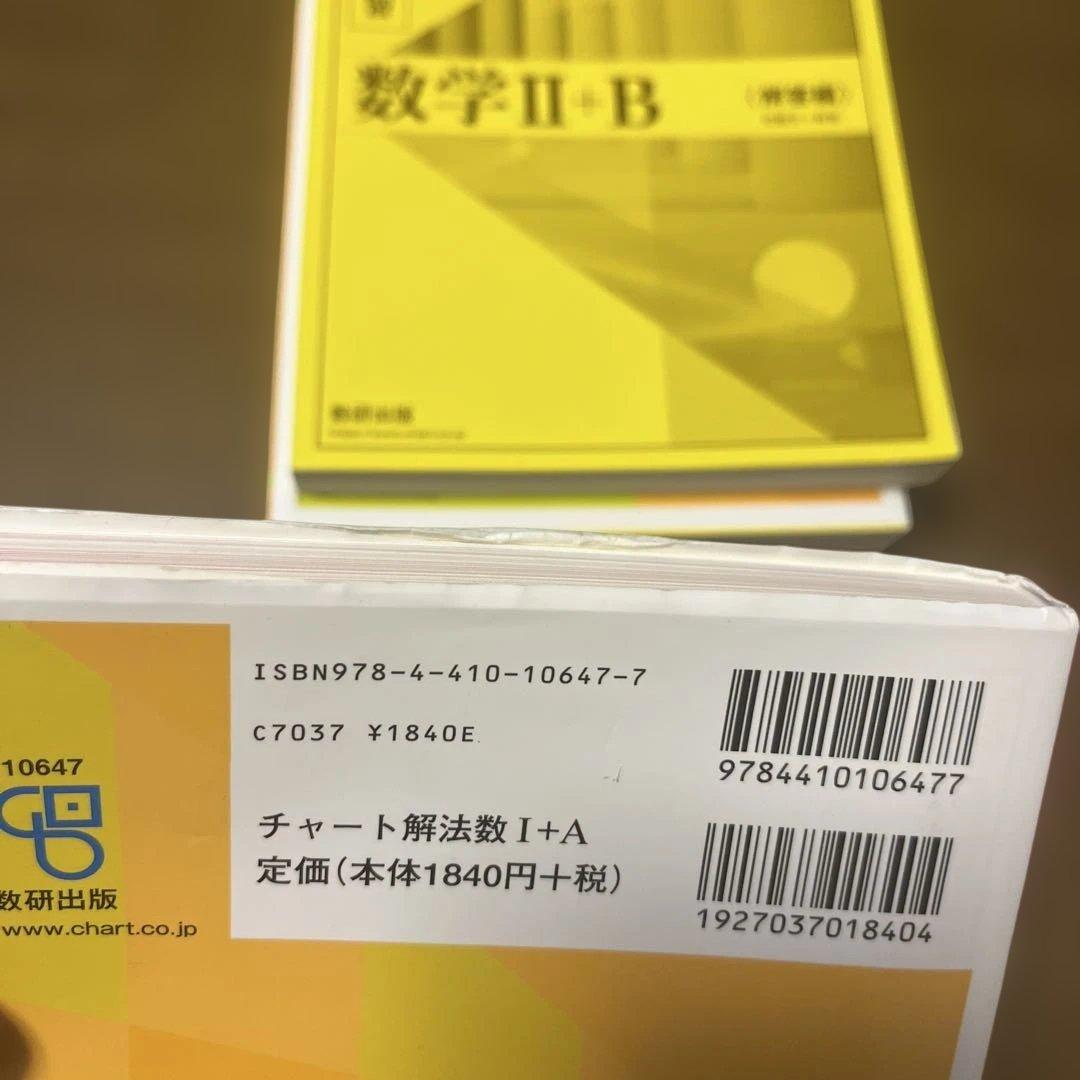 数学Ⅱ+B
数研出版
ISBN978-4-410-10647-7
C7037 ¥1840E
9784410106477
10647
チャート解法数Ⅰ+A
定価(本体1840円+税)
1927037018404
数研出版
www.chart.co.jp